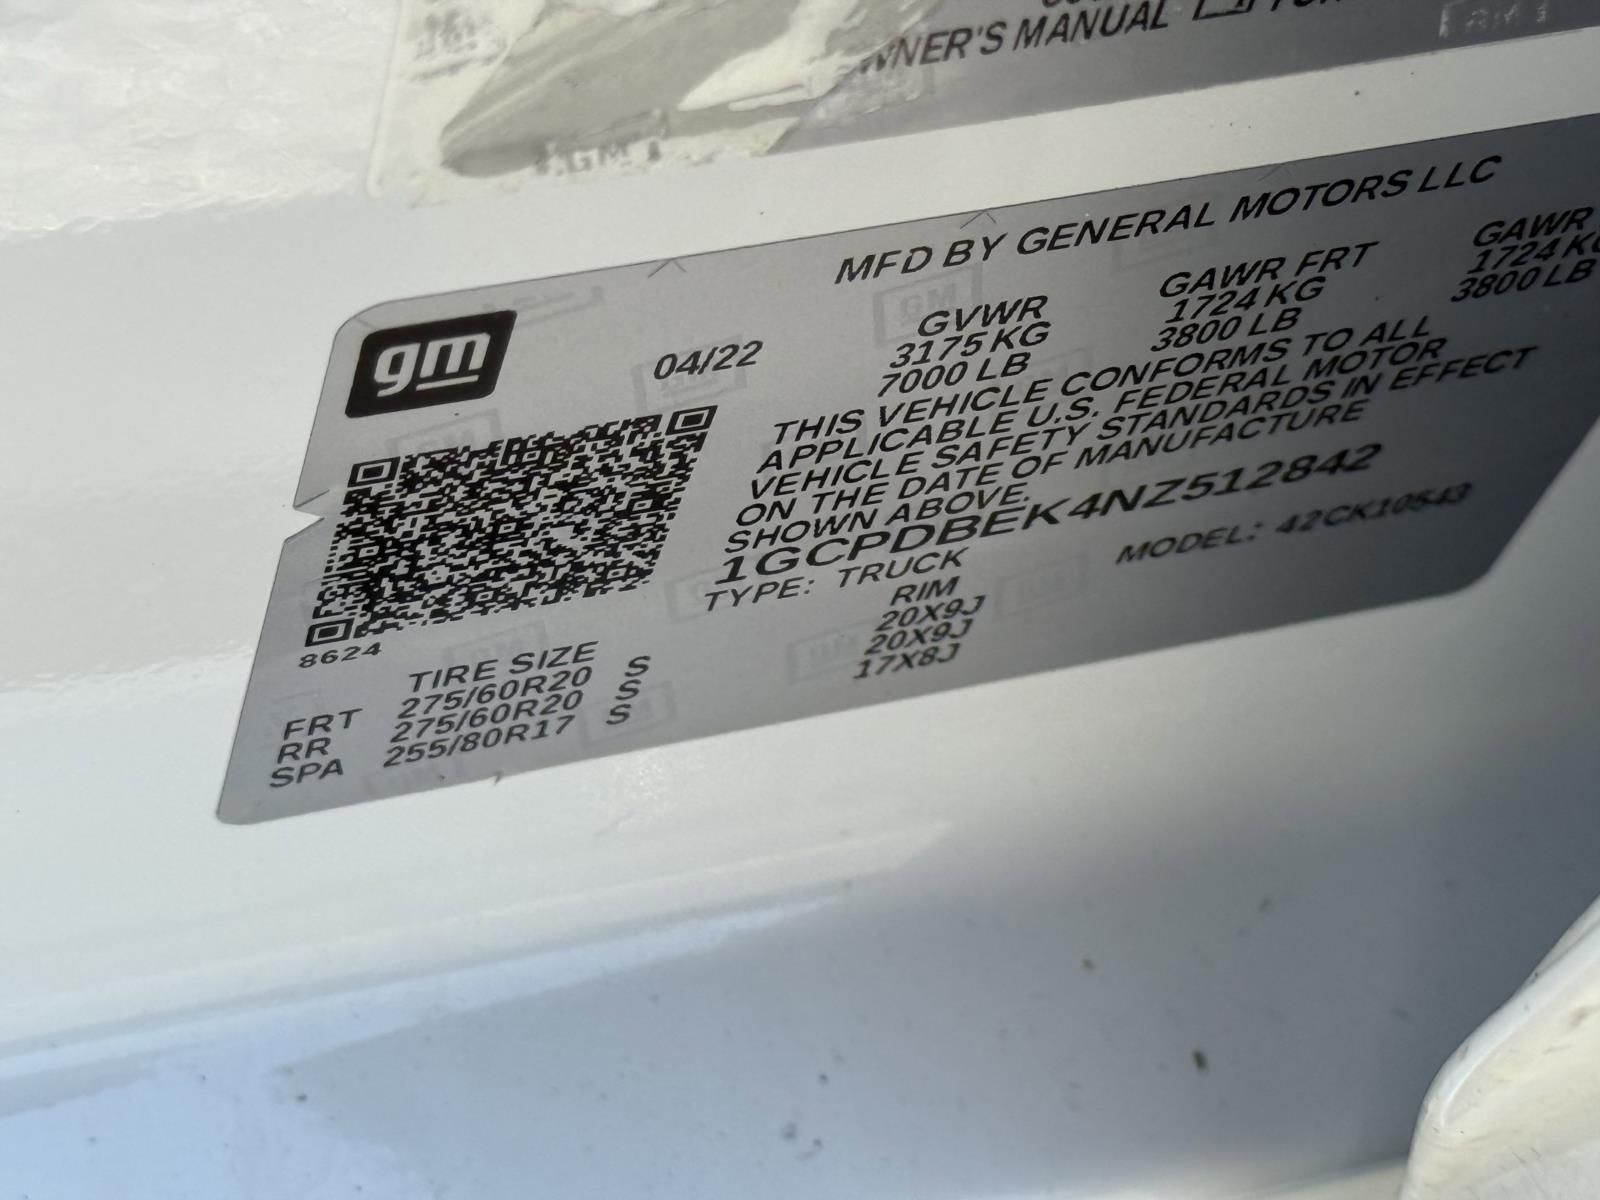 OWNER'S MANUAL
MFD BY GENERAL MOTORS LLC
gm
04/22
GVWR GAWR FRT GAWR
3175 KG 1724 KG 1724 KG
7000 LB 3800 LB 3800 LB
THIS VEHICLE CONFORMS TO ALL
APPLICABLE U.S. FEDERAL MOTOR
VEHICLE SAFETY STANDARDS IN EFFECT
ON THE DATE OF MANUFACTURE
SHOWN ABOVE.
1GCPDBEK4NZ512842
TYPE: TRUCK MODEL: 42CK10543
8624
TIRE SIZE RIM
FRT 275/60R20 S 20X9J
RR 275/60R20 S 20X9J
SPA 255/80R17 S 17X8J